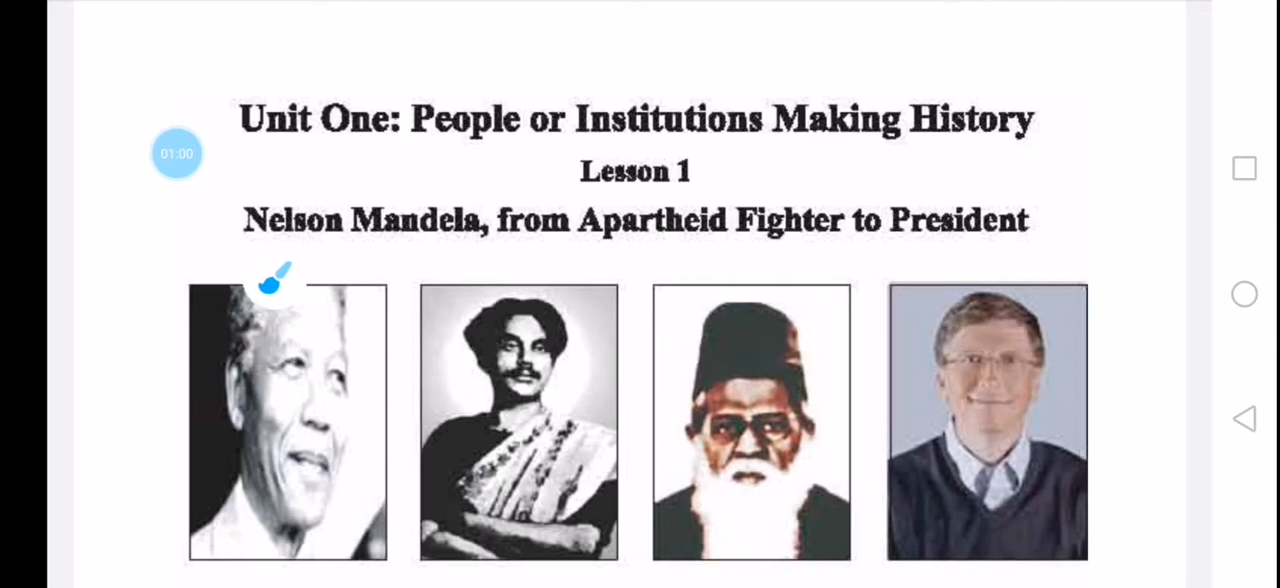 Unit One: People or Institutions Making History
01:00
Lesson 1
Nelson Mandela, from Apartheid Fighter to President